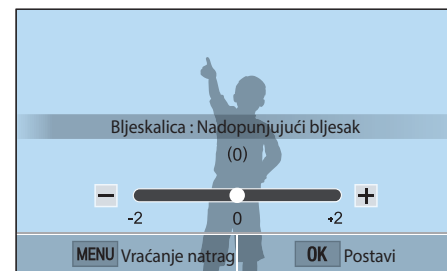 Bljeskalica : Nadopunjujući bljesak
(0)
-2 0 +2
MENU Vraćanje natrag OK Postavi